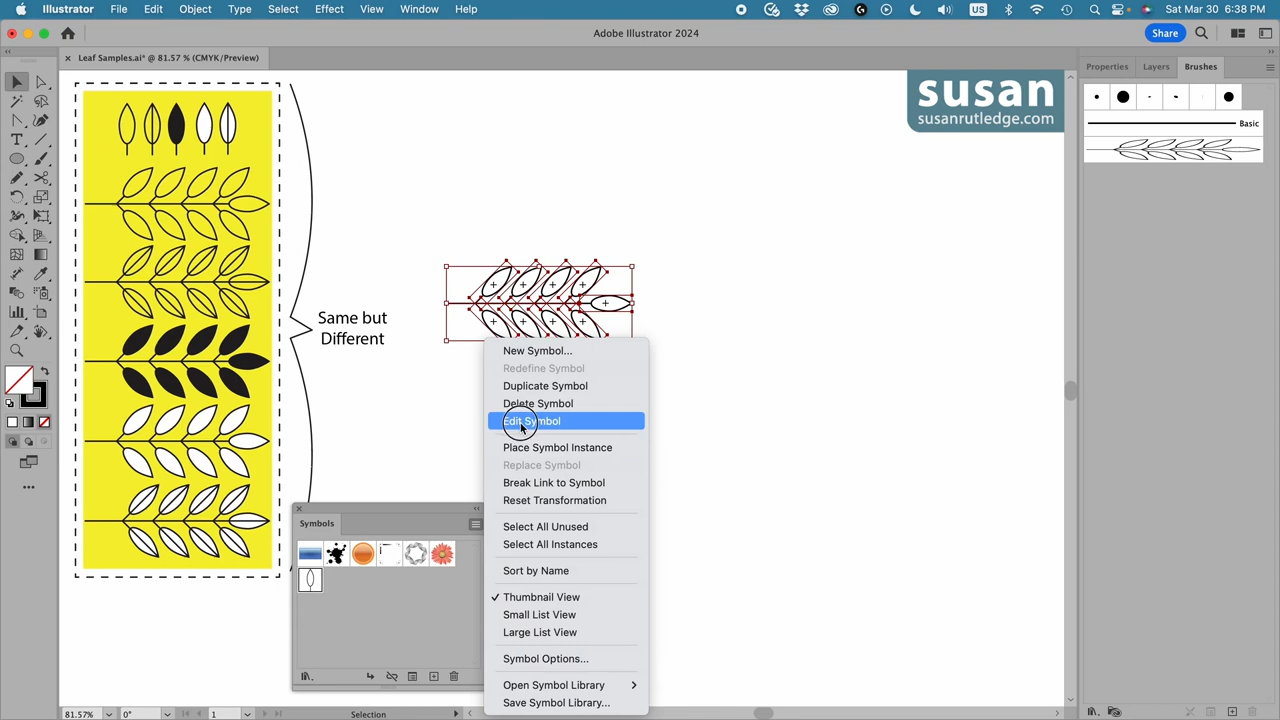 Illustrator File Edit Object Type Select Effect View Window Help
US
Sat Mar 30 6:38 PM
Adobe Illustrator 2024
Share
Leaf Samples.ai* @ 81.57 % (CMYK/Preview)
Properties Layers Brushes
susan
susanrutledge.com
Basic
Same but
Different
New Symbol...
Redefine Symbol
Duplicate Symbol
Delete Symbol
Edit Symbol
Place Symbol Instance
Replace Symbol
Break Link to Symbol
Reset Transformation
Select All Unused
Select All Instances
Sort by Name
Thumbnail View
Small List View
Large List View
Symbol Options...
Open Symbol Library
Save Symbol Library...
Symbols
81.57% 0° 1 Selection